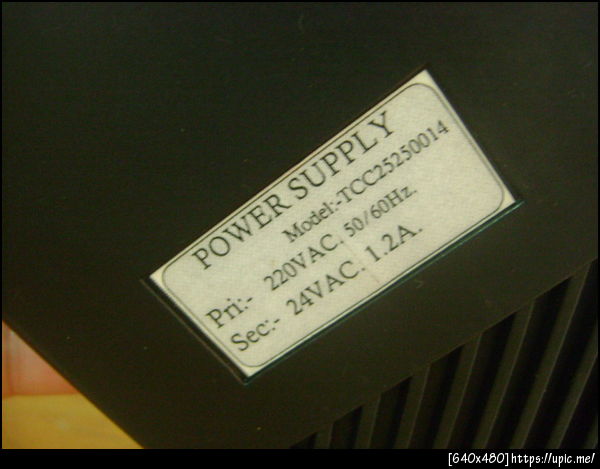 POWER SUPPLY
Model:-TCC25250014
Pri:- 220VAC. 50/60Hz.
Sec:- 24VAC. 1.2A.
[640x480]https://upic.me/